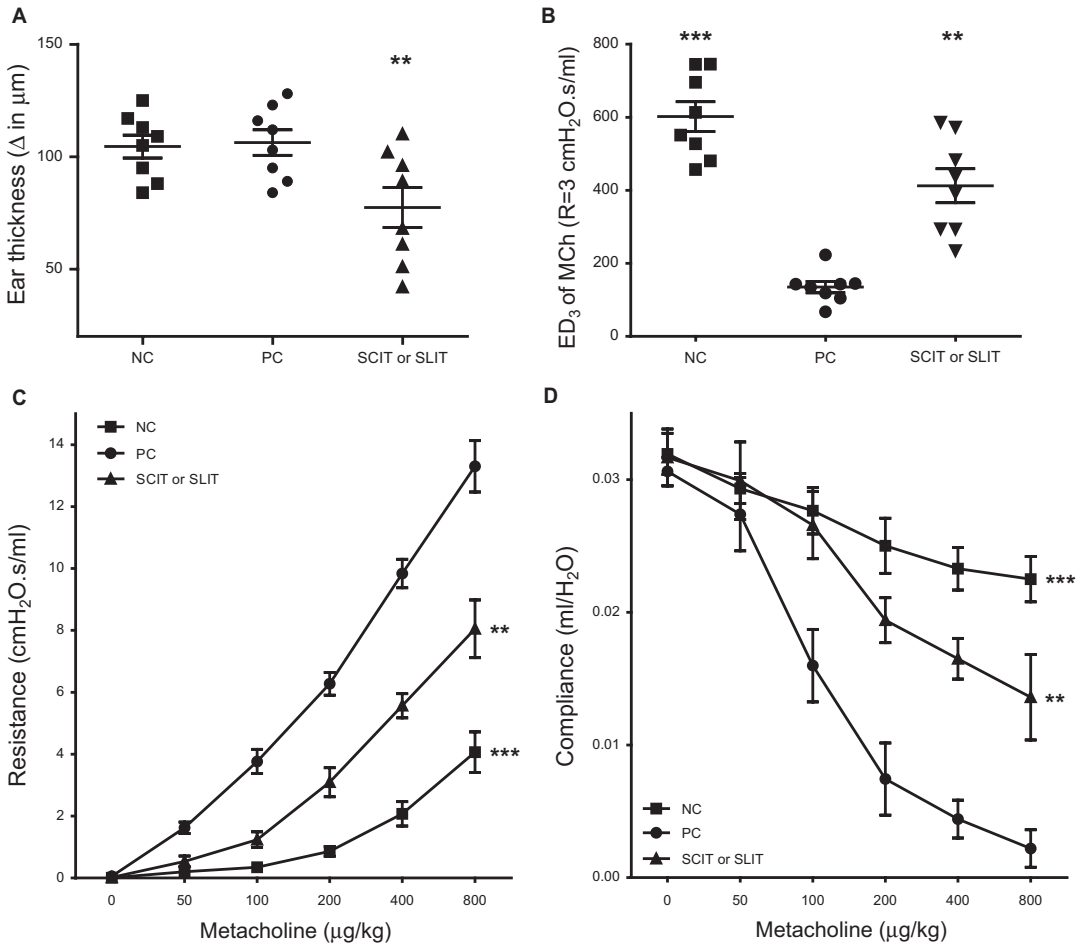 A
Ear thickness (Δ in μm)
150
100
50
**
NC
PC
SCIT or SLIT
B
ED3 of MCh (R=3 cmH2O.s/ml)
800
600
400
200
0
***
**
NC
PC
SCIT or SLIT
C
NC
PC
SCIT or SLIT
Resistance (cmH2O.s/ml)
14
12
10
8
6
4
2
0
**
***
0
50
100
200
400
800
Metacholine (μg/kg)
D
Compliance (ml/H2O)
0.03
0.02
0.01
0.00
***
**
NC
PC
SCIT or SLIT
0
50
100
200
400
800
Metacholine (μg/kg)